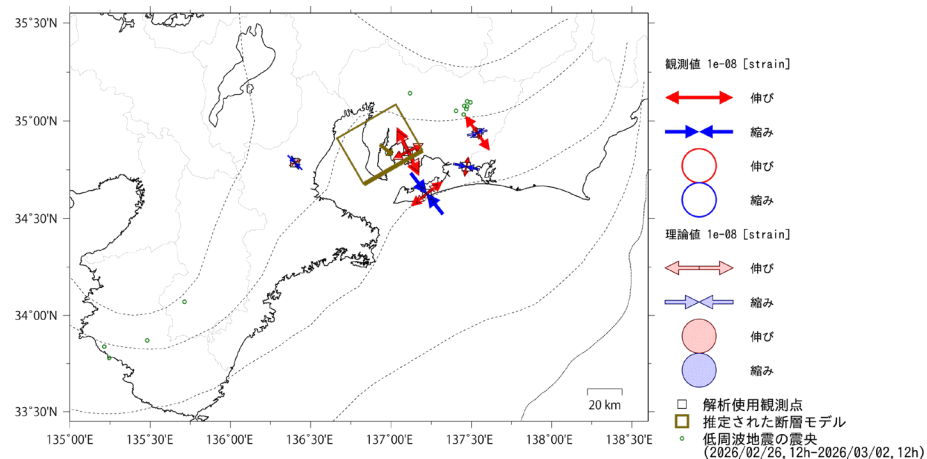 35°30'N
35°00'N
34°30'N
34°00'N
33°30'N
135°00'E
135°30'E
136°00'E
136°30'E
137°00'E
137°30'E
138°00'E
138°30'E
20 km
観測値 1e-08 [strain]
伸び
縮み
伸び
縮み
理論値 1e-08 [strain]
伸び
縮み
伸び
縮み
解析使用観測点
推定された断層モデル
低周波地震の震央
(2026/02/26,12h-2026/03/02,12h)